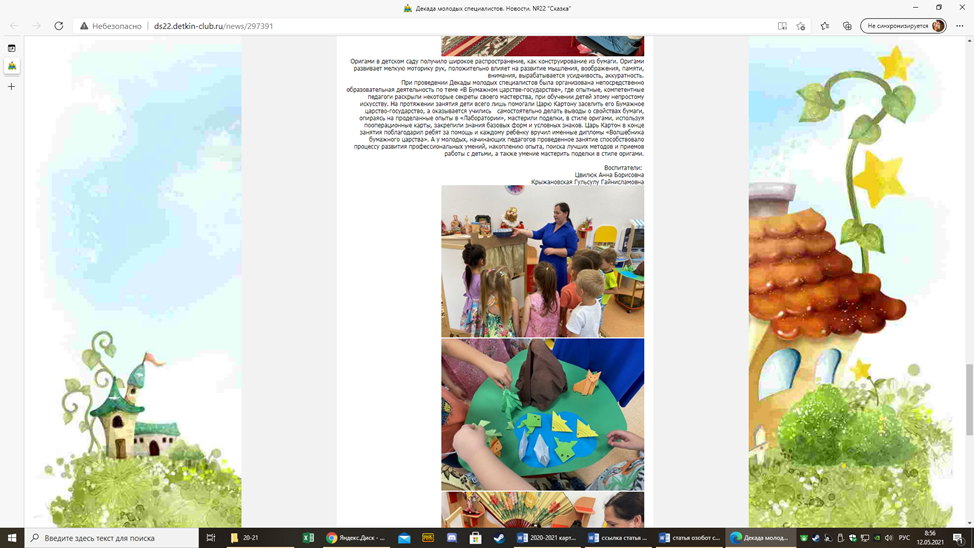 Декада молодых специалистов. Новости. №22 "Сказка"
Небезопасно | ds22.detkin-club.ru/news/297391
Не синхронизируется
Оригами в детском саду получило широкое распространение, как конструирование из бумаги. Оригами
развивает мелкую моторику рук, положительно влияет на развитие мышления, воображения, памяти,
внимания, вырабатывается усидчивость, аккуратность.
При проведении Декады молодых специалистов была организована непосредственно
образовательная деятельность по теме «В Бумажном царстве-государстве», где опытные, компетентные
педагоги раскрыли некоторые секреты своего мастерства, при обучении детей этому непростому
искусству. На протяжении занятия дети всего лишь помогали Царю Картону заселить его Бумажное
царство-государство, а оказывается учились самостоятельно делать выводы о свойствах бумаги,
опираясь на проделанные опыты в «Лаборатории», мастерили поделки, в стиле оригами, используя
пооперационные карты, закрепили знания базовых форм и условных знаков. Царь Картон в конце
занятия поблагодарил ребят за помощь и каждому ребёнку вручил именные дипломы «Волшебника
бумажного царства». А у молодых, начинающих педагогов проведенное занятие способствовало
процессу развития профессиональных умений, накоплению опыта, поиска лучших методов и приемов
работы с детьми, а также умение мастерить поделки в стиле оригами.
Воспитатели:
Цвилюк Анна Борисовна
Крыжановская Гульсулу Гайнисламовна
Введите здесь текст для поиска
20-21
Яндекс.Диск -...
2020-2021 карт...
ссылка статья ...
статья озобот с...
Декада молод...
РУС
8:56
12.05.2021